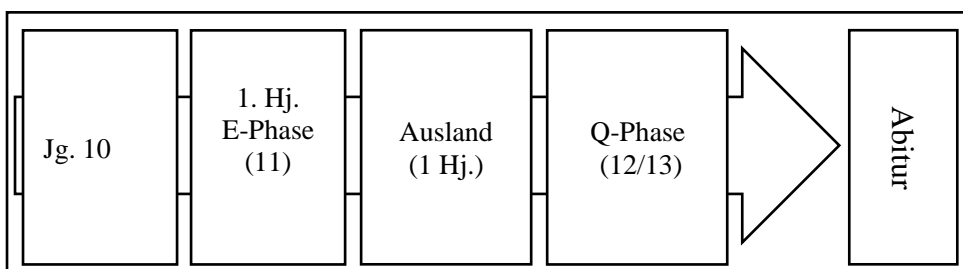 Jg. 10
1. Hj.
E-Phase
(11)
Ausland
(1 Hj.)
Q-Phase
(12/13)
Abitur